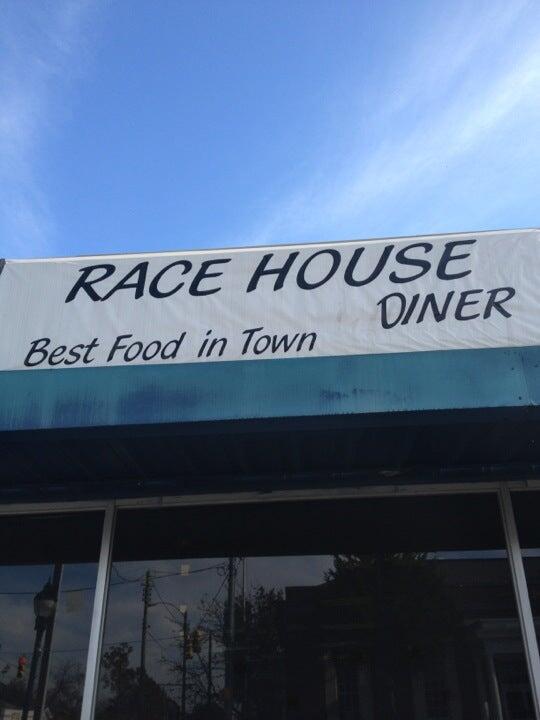 RACE HOUSE
DINER
Best Food in Town